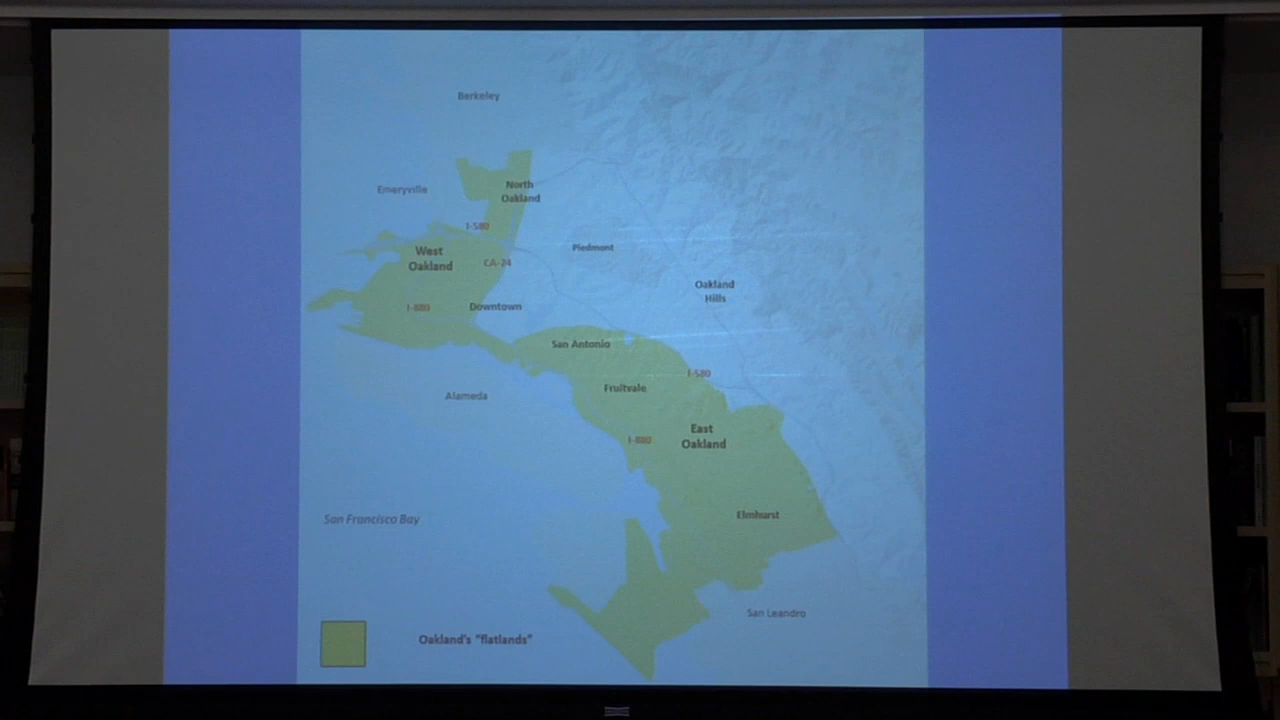 Berkeley
Emeryville
North
Oakland
I-580
West
Oakland
CA-24
Piedmont
Oakland
Hills
I-880
Downtown
San Antonio
I-580
Fruitvale
Alameda
East
Oakland
I-880
Elmhurst
San Francisco Bay
San Leandro
Oakland's "flatlands"